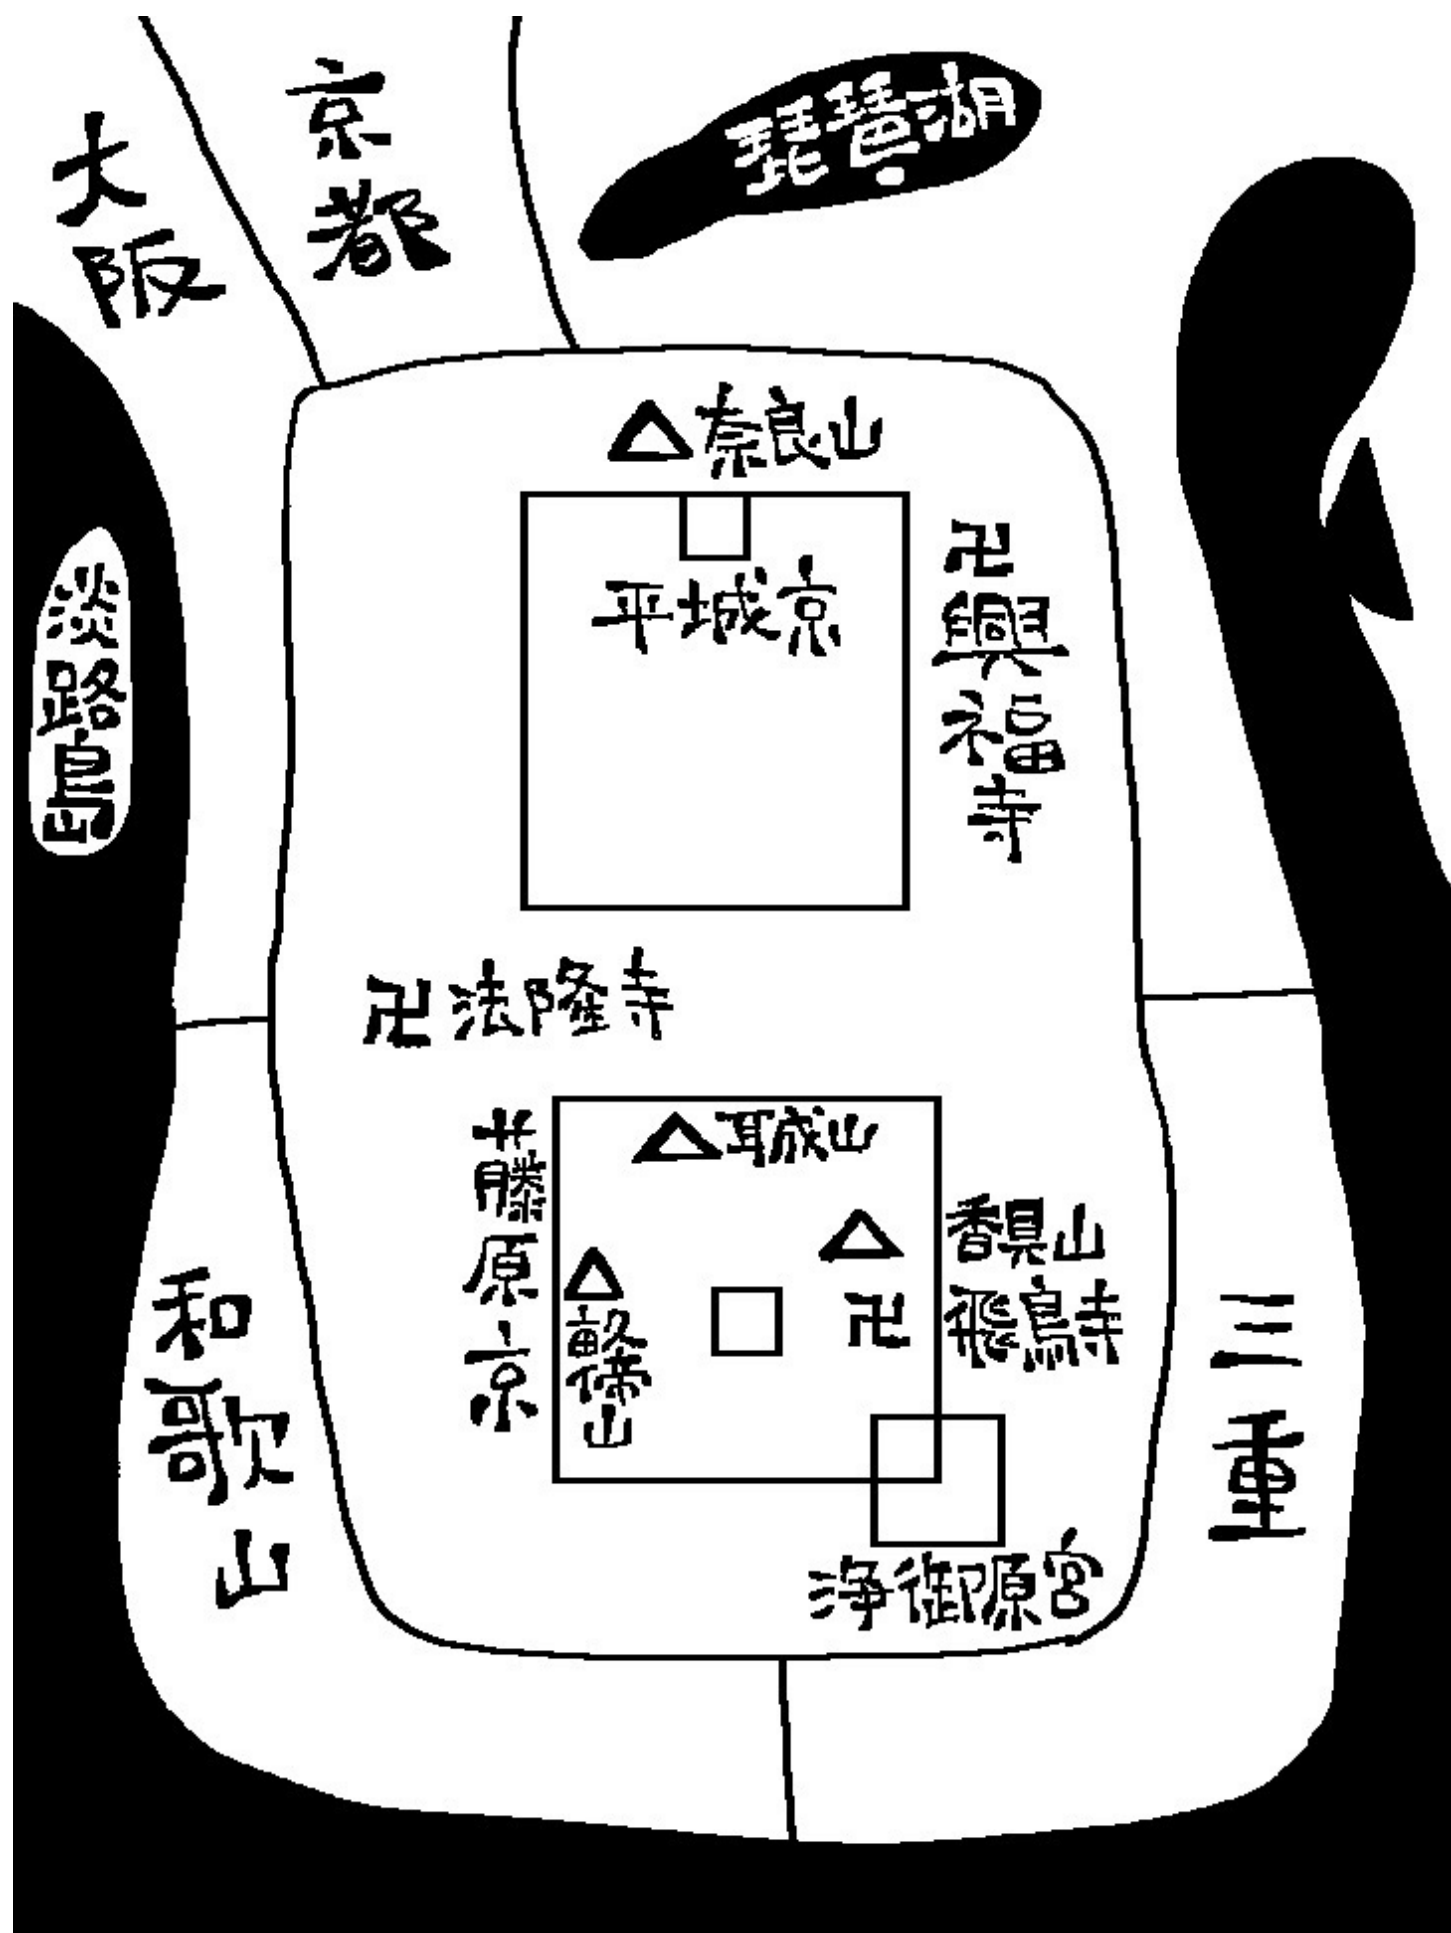 琵琶湖
京都
大阪
奈良山
卍
興福寺
平城京
淡路島
卍法隆寺
藤原京
耳成山
香具山
畝傍山
卍
飛鳥寺
浄御原宮
和歌山
三重